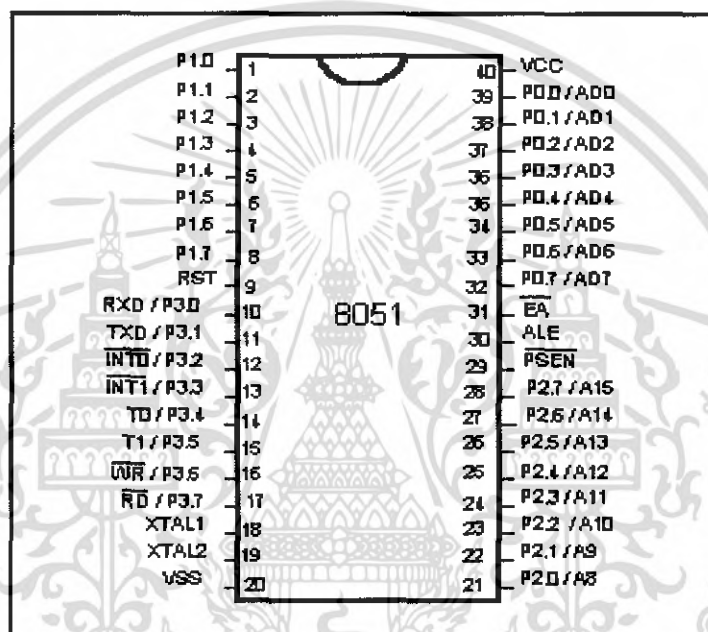 P1.0 1 40 VCC
P1.1 2 39 P0.0/AD0
P1.2 3 38 P0.1/AD1
P1.3 4 37 P0.2/AD2
P1.4 5 36 P0.3/AD3
P1.5 6 35 P0.4/AD4
P1.6 7 34 P0.5/AD5
P1.7 8 33 P0.6/AD6
RST 9 32 P0.7/AD7
RXD/P3.0 10 8051 31 EA
TXD/P3.1 11 30 ALE
INT0/P3.2 12 29 PSEN
INT1/P3.3 13 28 P2.7/A15
T0/P3.4 14 27 P2.6/A14
T1/P3.5 15 26 P2.5/A13
WR/P3.6 16 25 P2.4/A12
RD/P3.7 17 24 P2.3/A11
XTAL1 18 23 P2.2/A10
XTAL2 19 22 P2.1/A9
VSS 20 21 P2.0/A8